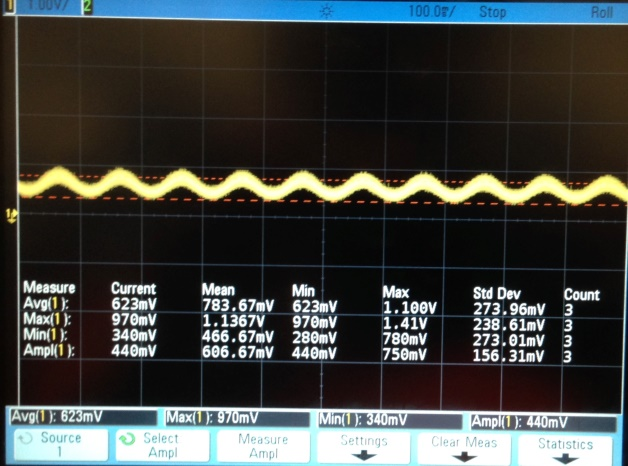 1 1.00V/ 2 100.0ms/ Stop Roll
1
Measure Current Mean Min Max Std Dev Count
Avg(1): 623mV 783.67mV 623mV 1.100V 273.96mV 3
Max(1): 970mV 1.1367V 970mV 1.41V 238.61mV 3
Min(1): 340mV 466.67mV 280mV 780mV 273.01mV 3
Ampl(1): 440mV 606.67mV 440mV 750mV 156.31mV 3
Avg(1): 623mV Max(1): 970mV Min(1): 340mV Ampl(1): 440mV
Source Select Measure Settings Clear Meas Statistics
1 Ampl Ampl